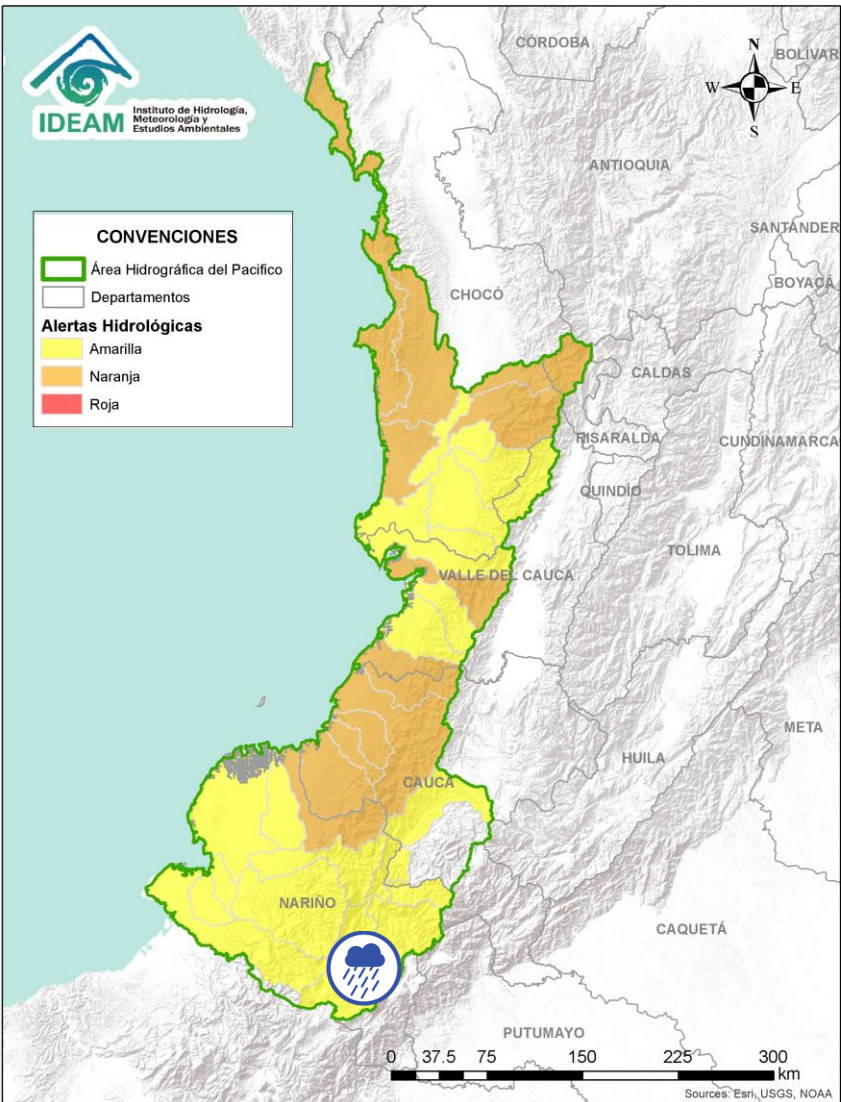 IDEAM
Instituto de Hidrología,
Meteorología y
Estudios Ambientales
N
W
E
S
CÓRDOBA
BOLIVAR
ANTIOQUIA
SANTANDER
BOYACÁ
CHOCÓ
CONVENCIONES
Área Hidrográfica del Pacifico
Departamentos
Alertas Hidrológicas
Amarilla
Naranja
Roja
CALDAS
RISARALDA
CUNDINAMARCA
QUINDÍO
TOLIMA
VALLE DEL CAUCA
META
HUILA
CAUCA
NARIÑO
CAQUETÁ
PUTUMAYO
0 37.5 75 150 225 300
km
Sources: Esri, USGS, NOAA